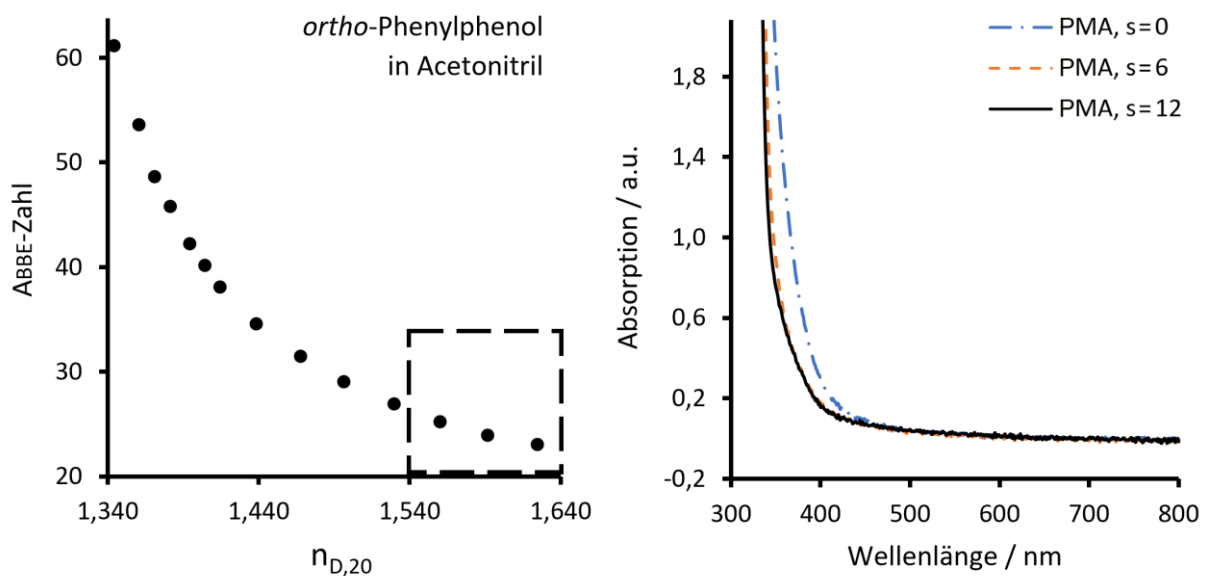 ortho-Phenylphenol
in Acetonitril
ABBE-Zahl
60
50
40
30
20
1,340
1,440
1,540
1,640
nD,20
PMA, s=0
PMA, s=6
PMA, s=12
Absorption / a.u.
1,8
1,4
1,0
0,6
0,2
-0,2
300
400
500
600
700
800
Wellenlänge / nm